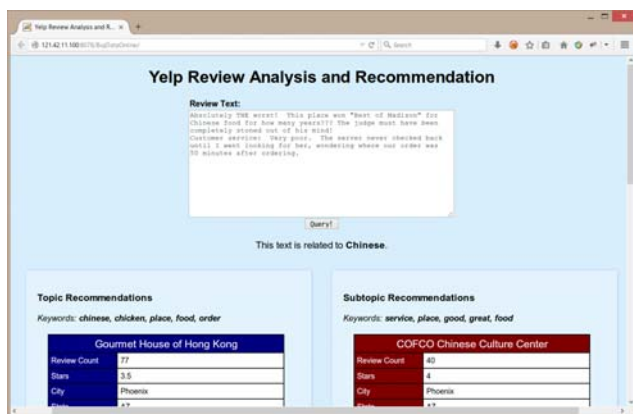 Yelp Review Analysis and R...
121.42.11.100
Search
Yelp Review Analysis and Recommendation
Review Text:
Absolutely THE worst! This place won "Best of Madison" for
Chinese food for how many years??? The judge must have been
completely stoned out of his mind!
Customer service: Very poor. The server never checked back
until I went looking for her, wondering where our order was
50 minutes after ordering.
Query!
This text is related to Chinese.
Topic Recommendations
Keywords: chinese, chicken, place, food, order
Gourmet House of Hong Kong
Review Count 77
Stars 3.5
City Phoenix
Subtopic Recommendations
Keywords: service, place, good, great, food
COFCO Chinese Culture Center
Review Count 40
Stars 4
City Phoenix